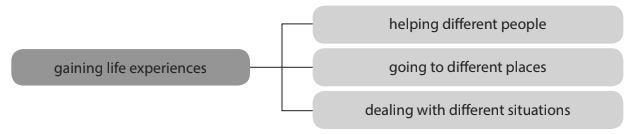 gaining life experiences
helping different people
going to different places
dealing with different situations